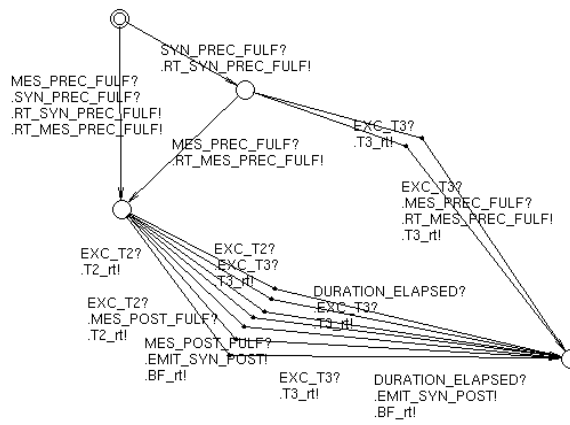 SYN_PREC_FULF?
.RT_SYN_PREC_FULF!
MES_PREC_FULF?
.SYN_PREC_FULF?
.RT_SYN_PREC_FULF!
.RT_MES_PREC_FULF!
MES_PREC_FULF?
.RT_MES_PREC_FULF!
EXC_T3?
.T3_rt!
EXC_T3?
.MES_PREC_FULF?
.RT_MES_PREC_FULF!
.T3_rt!
EXC_T2?
.T2_rt!
EXC_T2?
.EXC_T3?
.T3_rt!
DURATION_ELAPSED?
.EXC_T3?
.T3_rt!
EXC_T2?
.MES_POST_FULF?
.T2_rt!
MES_POST_FULF?
.EMIT_SYN_POST!
.BF_rt!
EXC_T3?
.T3_rt!
DURATION_ELAPSED?
.EMIT_SYN_POST!
.BF_rt!